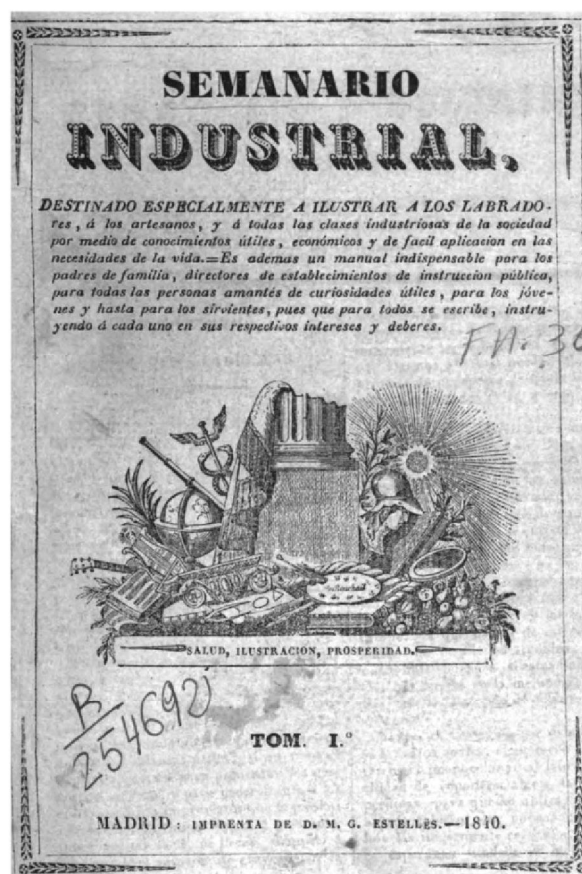 SEMANARIO
INDUSTRIAL,
DESTINADO ESPECIALMENTE A ILUSTRAR A LOS LABRADO-
res, á los artesanos, y á todas las clases industriosas de la sociedad
por medio de conocimientos útiles, económicos y de facil aplicacion en las
necesidades de la vida.=Es ademas un manual indispensable para los
padres de familia, directores de establecimientos de instruccion pública,
para todas las personas amantés de curiosidades útiles, para los jóve-
nes y hasta para los sirvientes, pues que para todos se escribe, instru-
yendo á cada uno en sus respectivos intereses y deberes.
F.N. 36
SALUD, ILUSTRACION, PROSPERIDAD.
R
254692
TOM. I.º
MADRID: IMPRENTA DE D. M. G. ESTELLÉS.—1840.